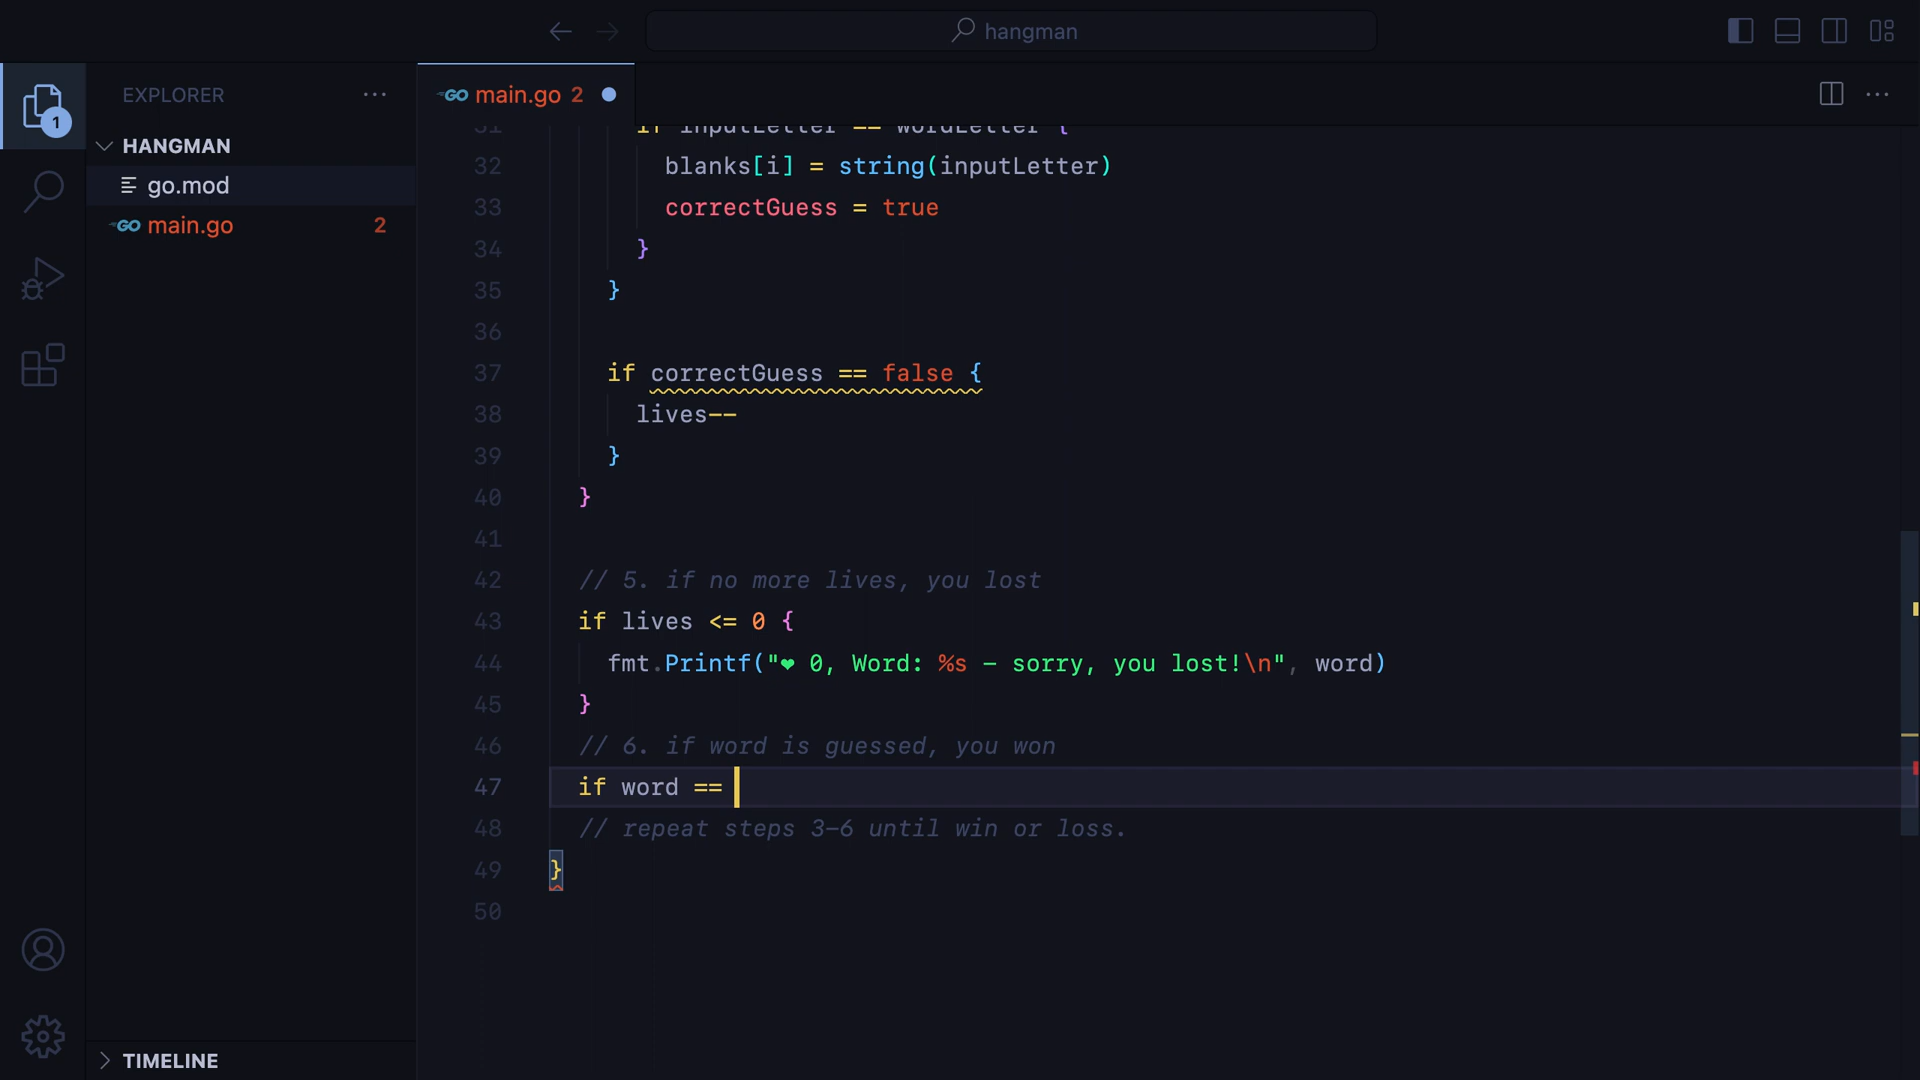 hangman
EXPLORER
HANGMAN
go.mod
main.go 2
1
TIMELINE
main.go 2
31 if inputLetter == wordLetter {
32 blanks[i] = string(inputLetter)
33 correctGuess = true
34 }
35 }
36
37 if correctGuess == false {
38 lives--
39 }
40 }
41
42 // 5. if no more lives, you lost
43 if lives <= 0 {
44 fmt.Printf("❤ 0, Word: %s - sorry, you lost!\n", word)
45 }
46 // 6. if word is guessed, you won
47 if word ==
48 // repeat steps 3-6 until win or loss.
49 }
50